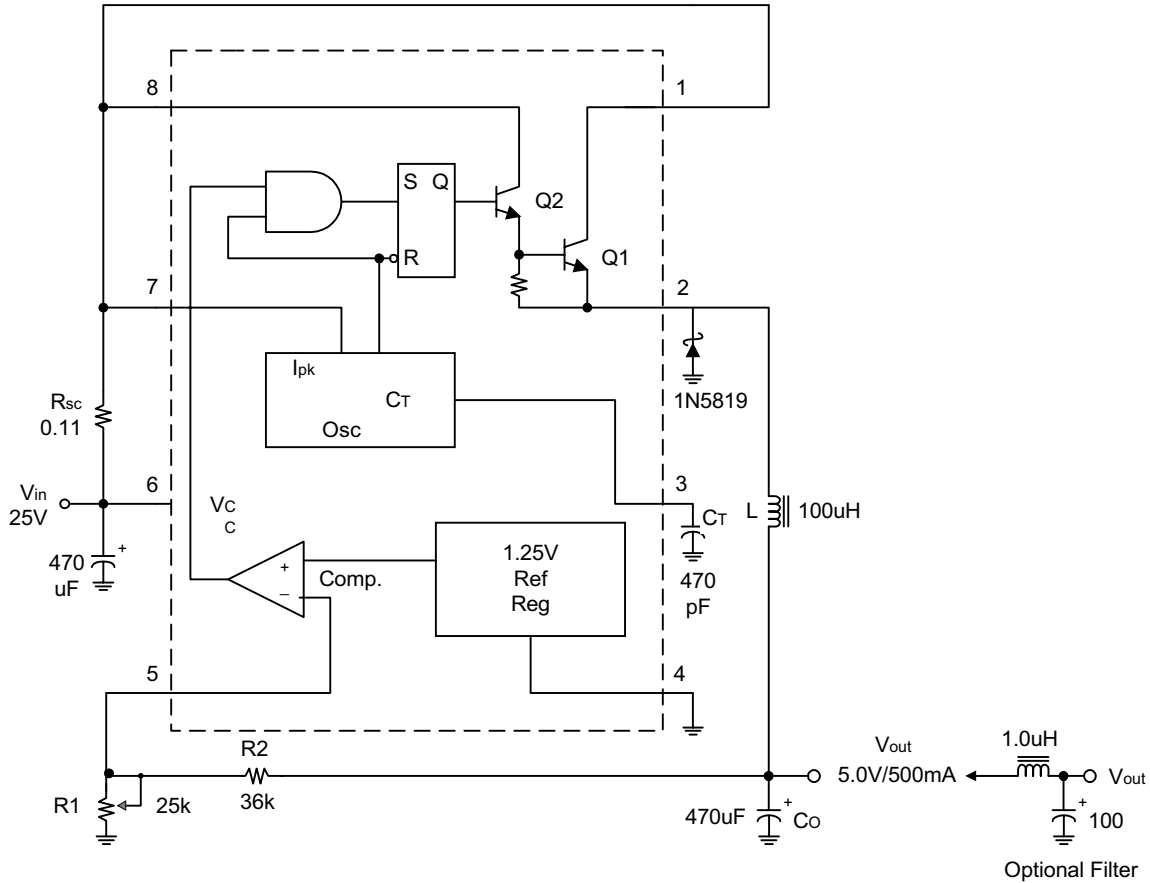 8
1
S Q
Q2
R
Q1
7
2
Ipk
CT
Osc
1N5819
Rsc
0.11
6
3
Vin
25V
VC
C
CT
L
100uH
470
uF
+
+
Comp.
–
1.25V
Ref
Reg
470
pF
5
4
R2
Vout
1.0uH
5.0V/500mA
Vout
R1
25k
36k
470uF
+
CO
+
100
Optional Filter